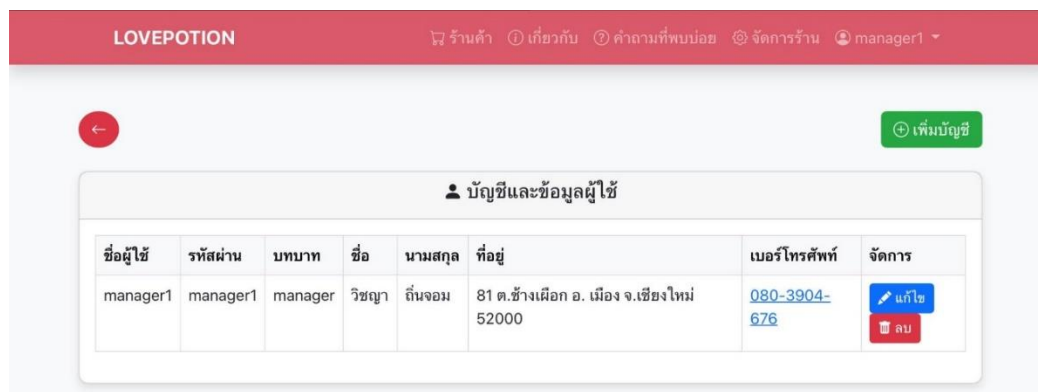 LOVEPOTION ร้านค้า เกี่ยวกับ คำถามที่พบบ่อย จัดการร้าน manager1
เพิ่มบัญชี
บัญชีและข้อมูลผู้ใช้
ชื่อผู้ใช้ รหัสผ่าน บทบาท ชื่อ นามสกุล ที่อยู่ เบอร์โทรศัพท์ จัดการ
manager1 manager1 manager วิชญา ถิ่นจอม 81 ต.ช้างเผือก อ. เมือง จ.เชียงใหม่ 080-3904- แก้ไข
52000 676 ลบ